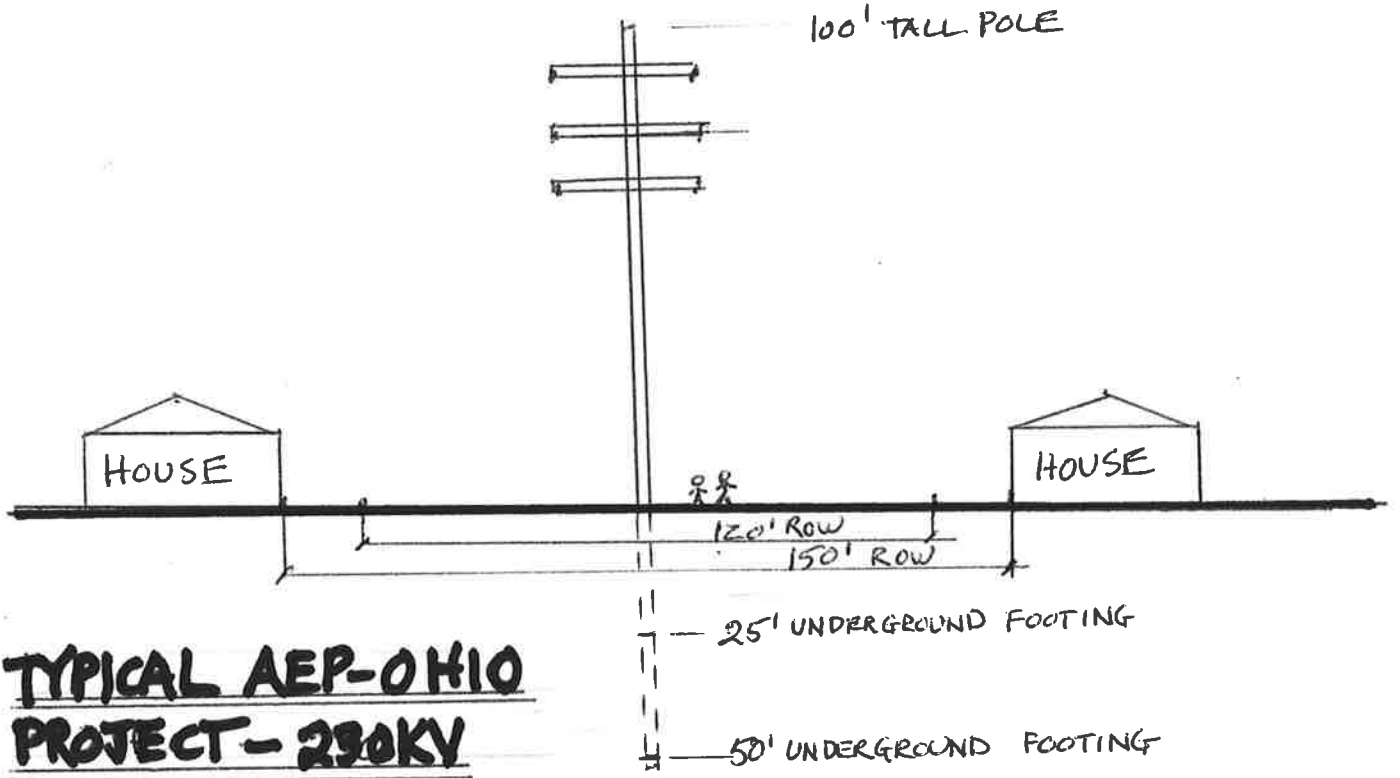 100' TALL POLE
HOUSE
HOUSE
120' ROW
150' ROW
25' UNDERGROUND FOOTING
TYPICAL AEP-OHIO
PROJECT - 230KV
50' UNDERGROUND FOOTING